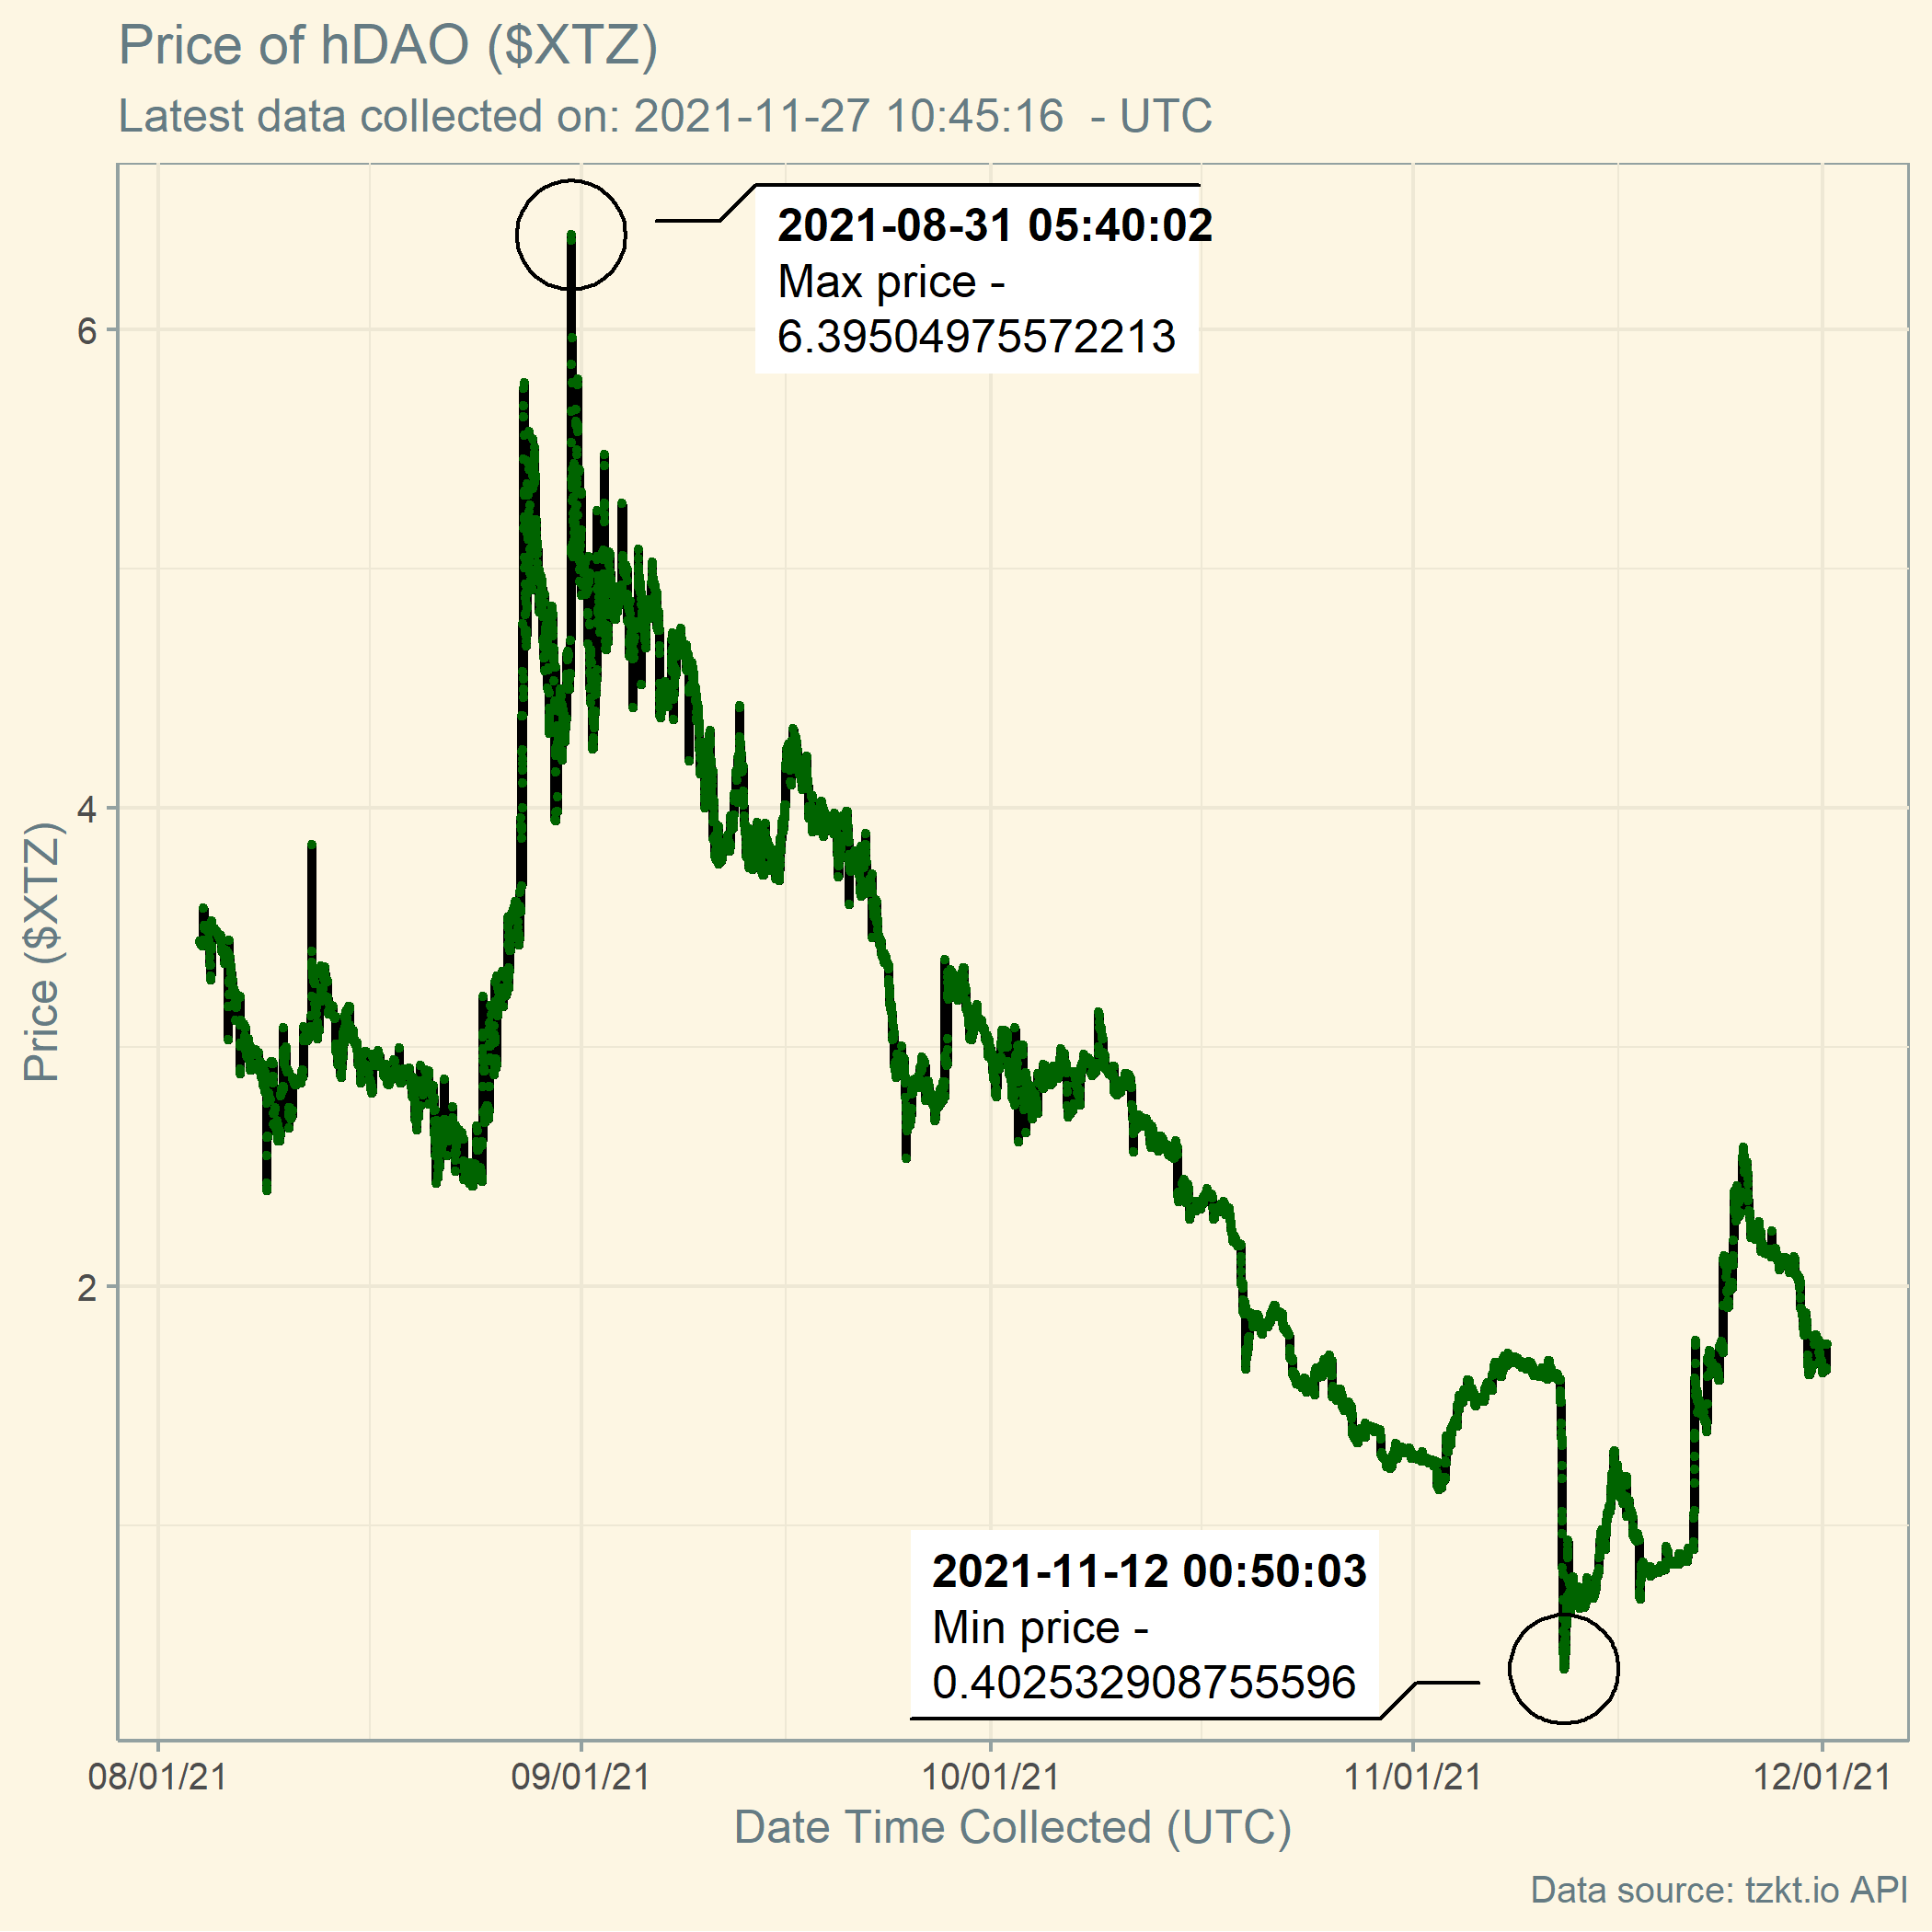 Price of hDAO ($XTZ)
Latest data collected on: 2021-11-27 10:45:16  - UTC
2021-08-31 05:40:02
Max price -
6.39504975572213
6
4
2
Price ($XTZ)
2021-11-12 00:50:03
Min price -
0.402532908755596
08/01/21
09/01/21
10/01/21
11/01/21
12/01/21
Date Time Collected (UTC)
Data source: tzkt.io API